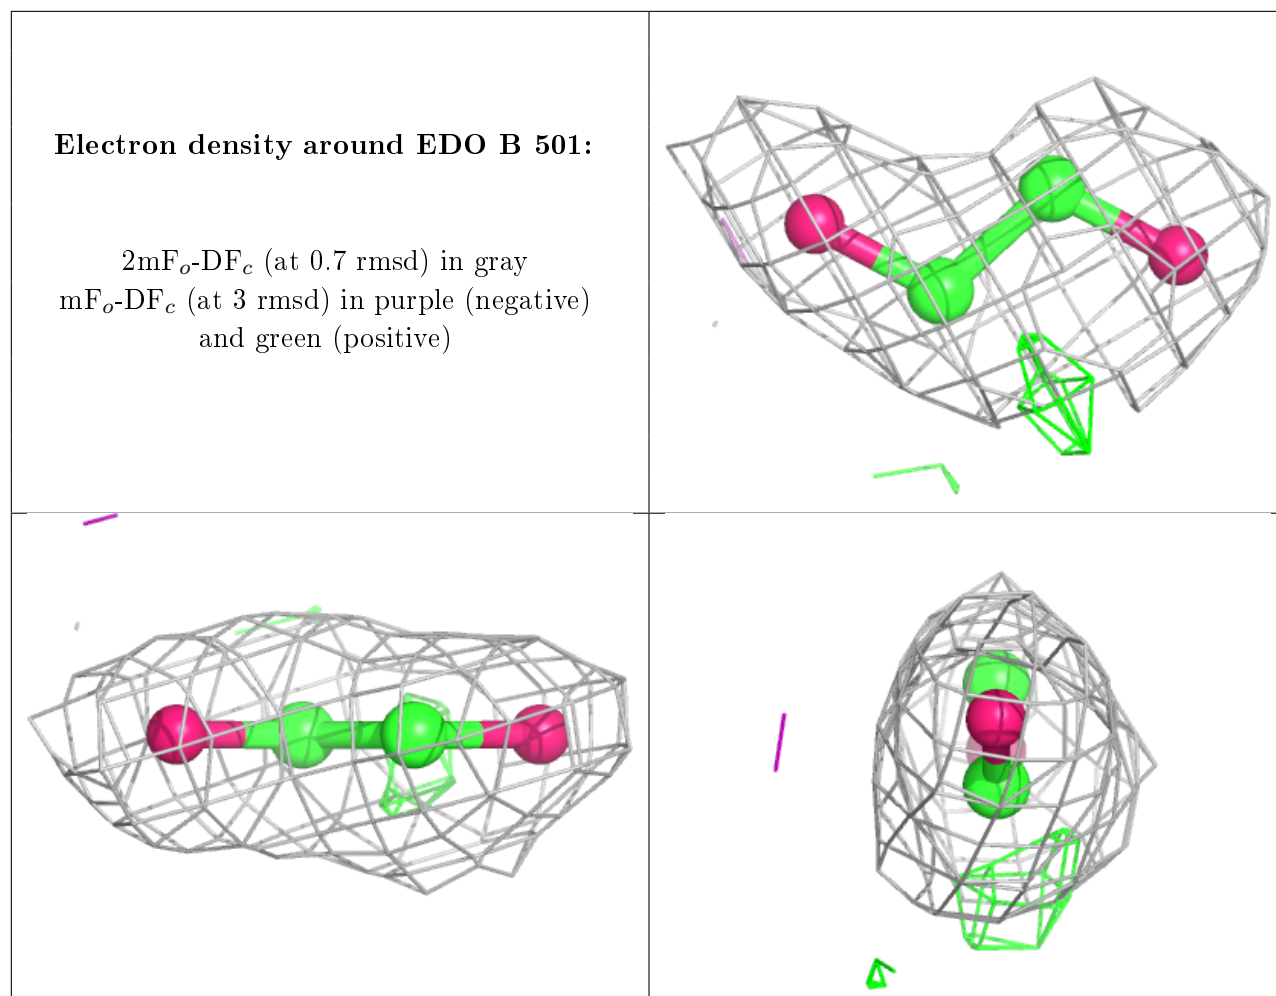 Electron density around EDO B 501:
2mFₒ-DF𝒸 (at 0.7 rmsd) in gray
mFₒ-DF𝒸 (at 3 rmsd) in purple (negative)
and green (positive)